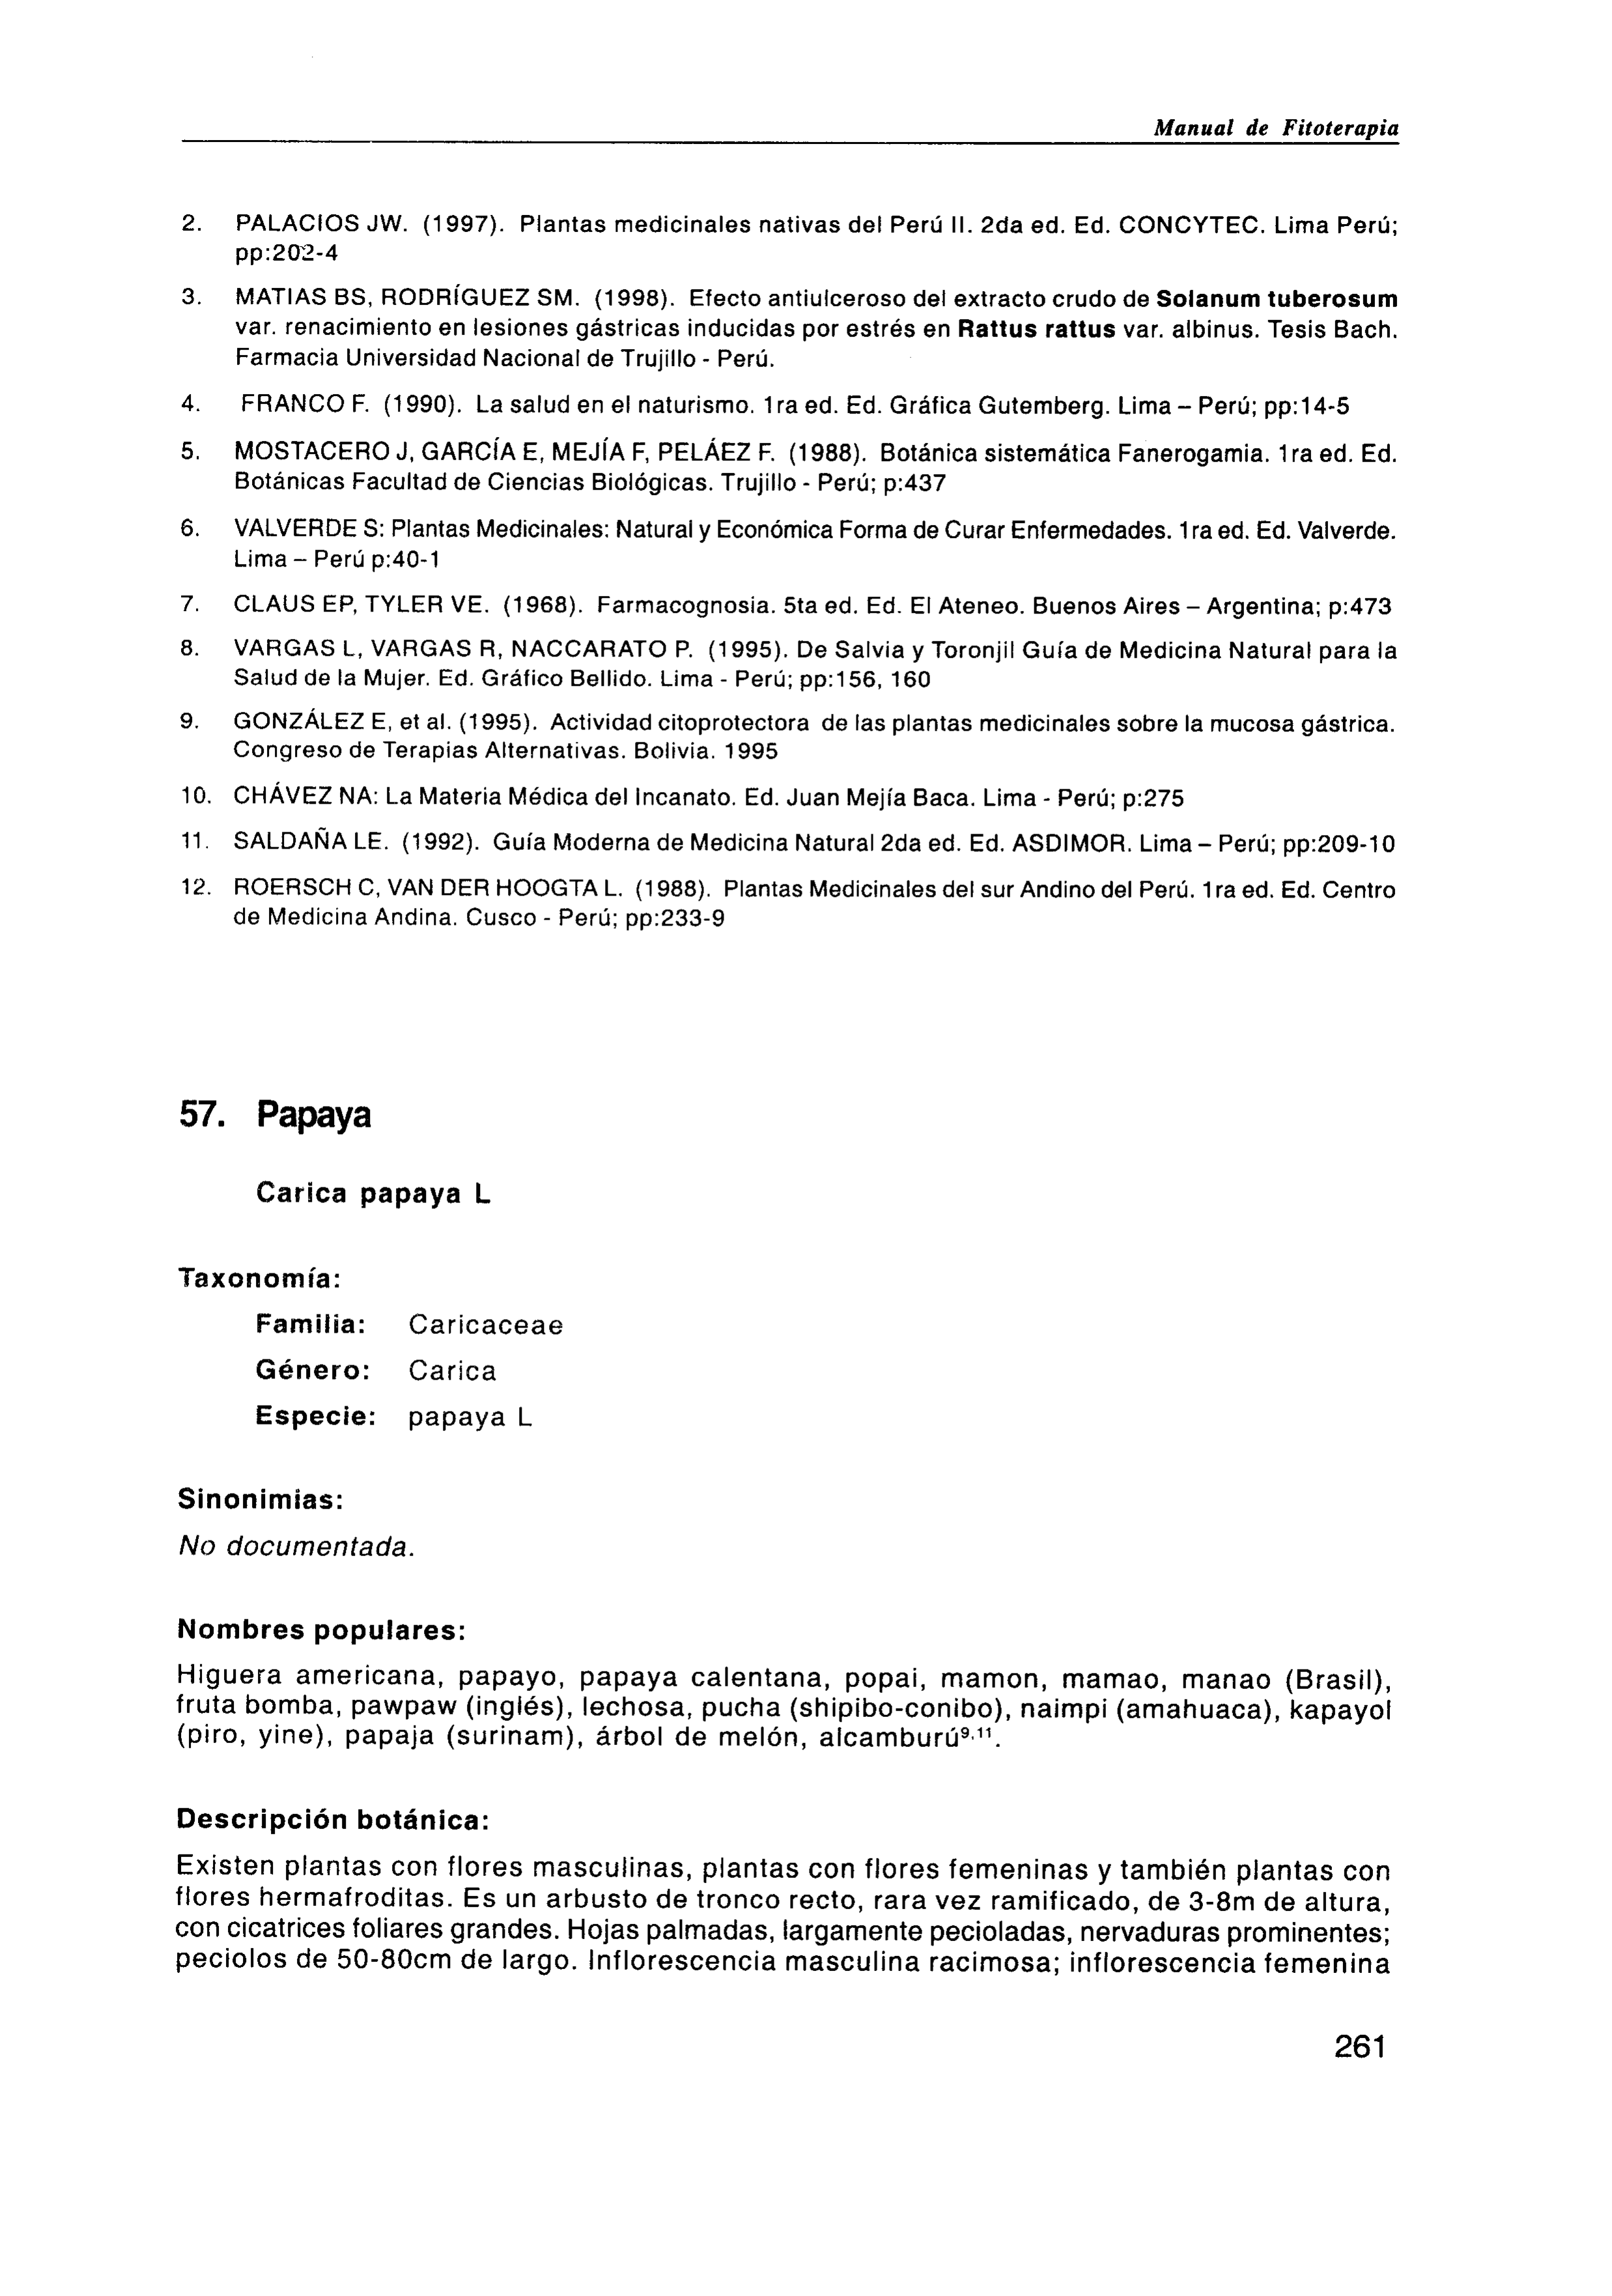 Manual de Fitoterapia
2. PALACIOS JW. (1997). Plantas medicinales nativas del Perú II. 2da ed. Ed. CONCYTEC. Lima Perú;
pp:202-4
3. MATIAS BS, RODRÍGUEZ SM. (1998). Efecto antiulceroso del extracto crudo de Solanum tuberosum
var. renacimiento en lesiones gástricas inducidas por estrés en Rattus rattus var. albinus. Tesis Bach.
Farmacia Universidad Nacional de Trujillo - Perú.
4. FRANCO F. (1990). La salud en el naturismo. 1ra ed. Ed. Gráfica Gutemberg. Lima – Perú; pp:14-5
5. MOSTACERO J, GARCÍA E, MEJÍA F, PELÁEZ F. (1988). Botánica sistemática Fanerogamia. 1ra ed. Ed.
Botánicas Facultad de Ciencias Biológicas. Trujillo - Perú; p:437
6. VALVERDE S: Plantas Medicinales: Natural y Económica Forma de Curar Enfermedades. 1ra ed. Ed. Valverde.
Lima – Perú p:40-1
7. CLAUS EP, TYLER VE. (1968). Farmacognosia. 5ta ed. Ed. El Ateneo. Buenos Aires – Argentina; p:473
8. VARGAS L, VARGAS R, NACCARATO P. (1995). De Salvia y Toronjil Guía de Medicina Natural para la
Salud de la Mujer. Ed. Gráfico Bellido. Lima - Perú; pp:156, 160
9. GONZÁLEZ E, et al. (1995). Actividad citoprotectora de las plantas medicinales sobre la mucosa gástrica.
Congreso de Terapias Alternativas. Bolivia. 1995
10. CHÁVEZ NA: La Materia Médica del Incanato. Ed. Juan Mejía Baca. Lima - Perú; p:275
11. SALDAÑA LE. (1992). Guía Moderna de Medicina Natural 2da ed. Ed. ASDIMOR. Lima – Perú; pp:209-10
12. ROERSCH C, VAN DER HOOGTA L. (1988). Plantas Medicinales del sur Andino del Perú. 1ra ed. Ed. Centro
de Medicina Andina. Cusco - Perú; pp:233-9
57. Papaya
Carica papaya L
Taxonomía:
Familia: Caricaceae
Género: Carica
Especie: papaya L
Sinonimias:
No documentada.
Nombres populares:
Higuera americana, papayo, papaya calentana, popai, mamon, mamao, manao (Brasil),
fruta bomba, pawpaw (inglés), lechosa, pucha (shipibo-conibo), naimpi (amahuaca), kapayol
(piro, yine), papaja (surinam), árbol de melón, alcamburú⁹,¹¹.
Descripción botánica:
Existen plantas con flores masculinas, plantas con flores femeninas y también plantas con
flores hermafroditas. Es un arbusto de tronco recto, rara vez ramificado, de 3-8m de altura,
con cicatrices foliares grandes. Hojas palmadas, largamente pecioladas, nervaduras prominentes;
peciolos de 50-80cm de largo. Inflorescencia masculina racimosa; inflorescencia femenina
261